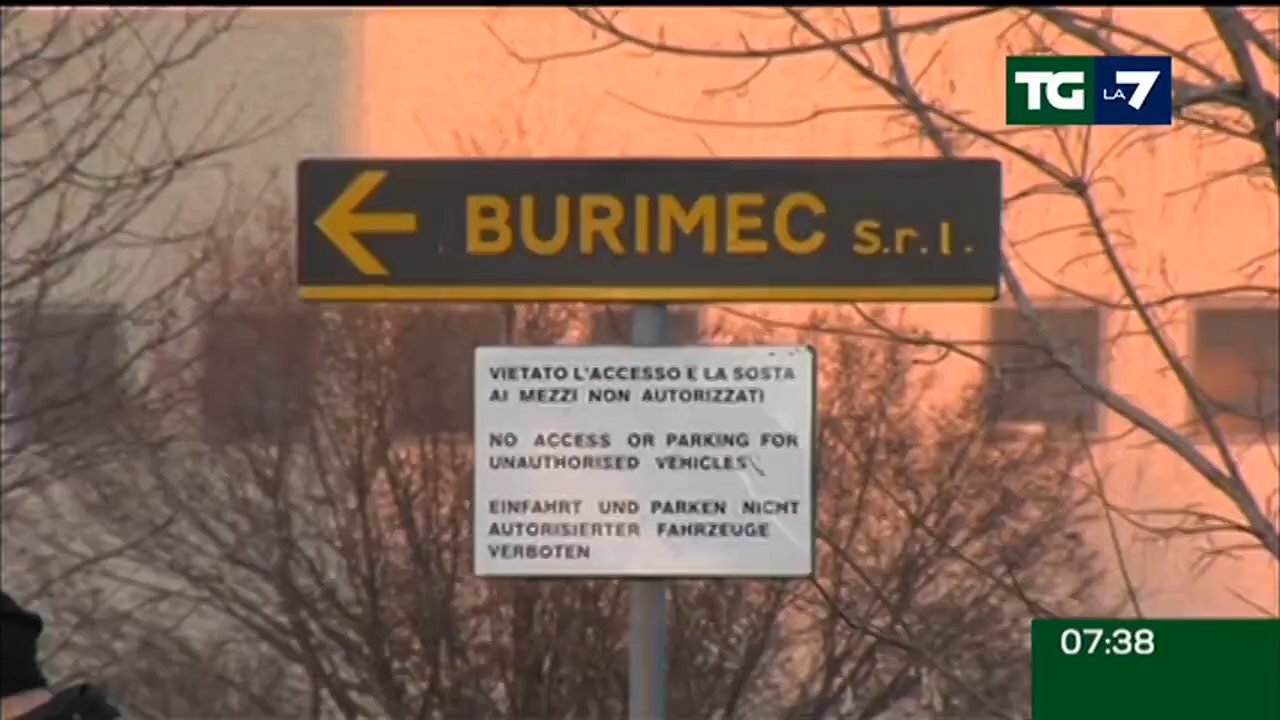 TG LA7
BURIMEC s.r.l.
VIETATO L'ACCESSO E LA SOSTA
AI MEZZI NON AUTORIZZATI
NO ACCESS OR PARKING FOR
UNAUTHORISED VEHICLES
EINFAHRT UND PARKEN NICHT
AUTORISIERTER FAHRZEUGE
VERBOTEN
07:38